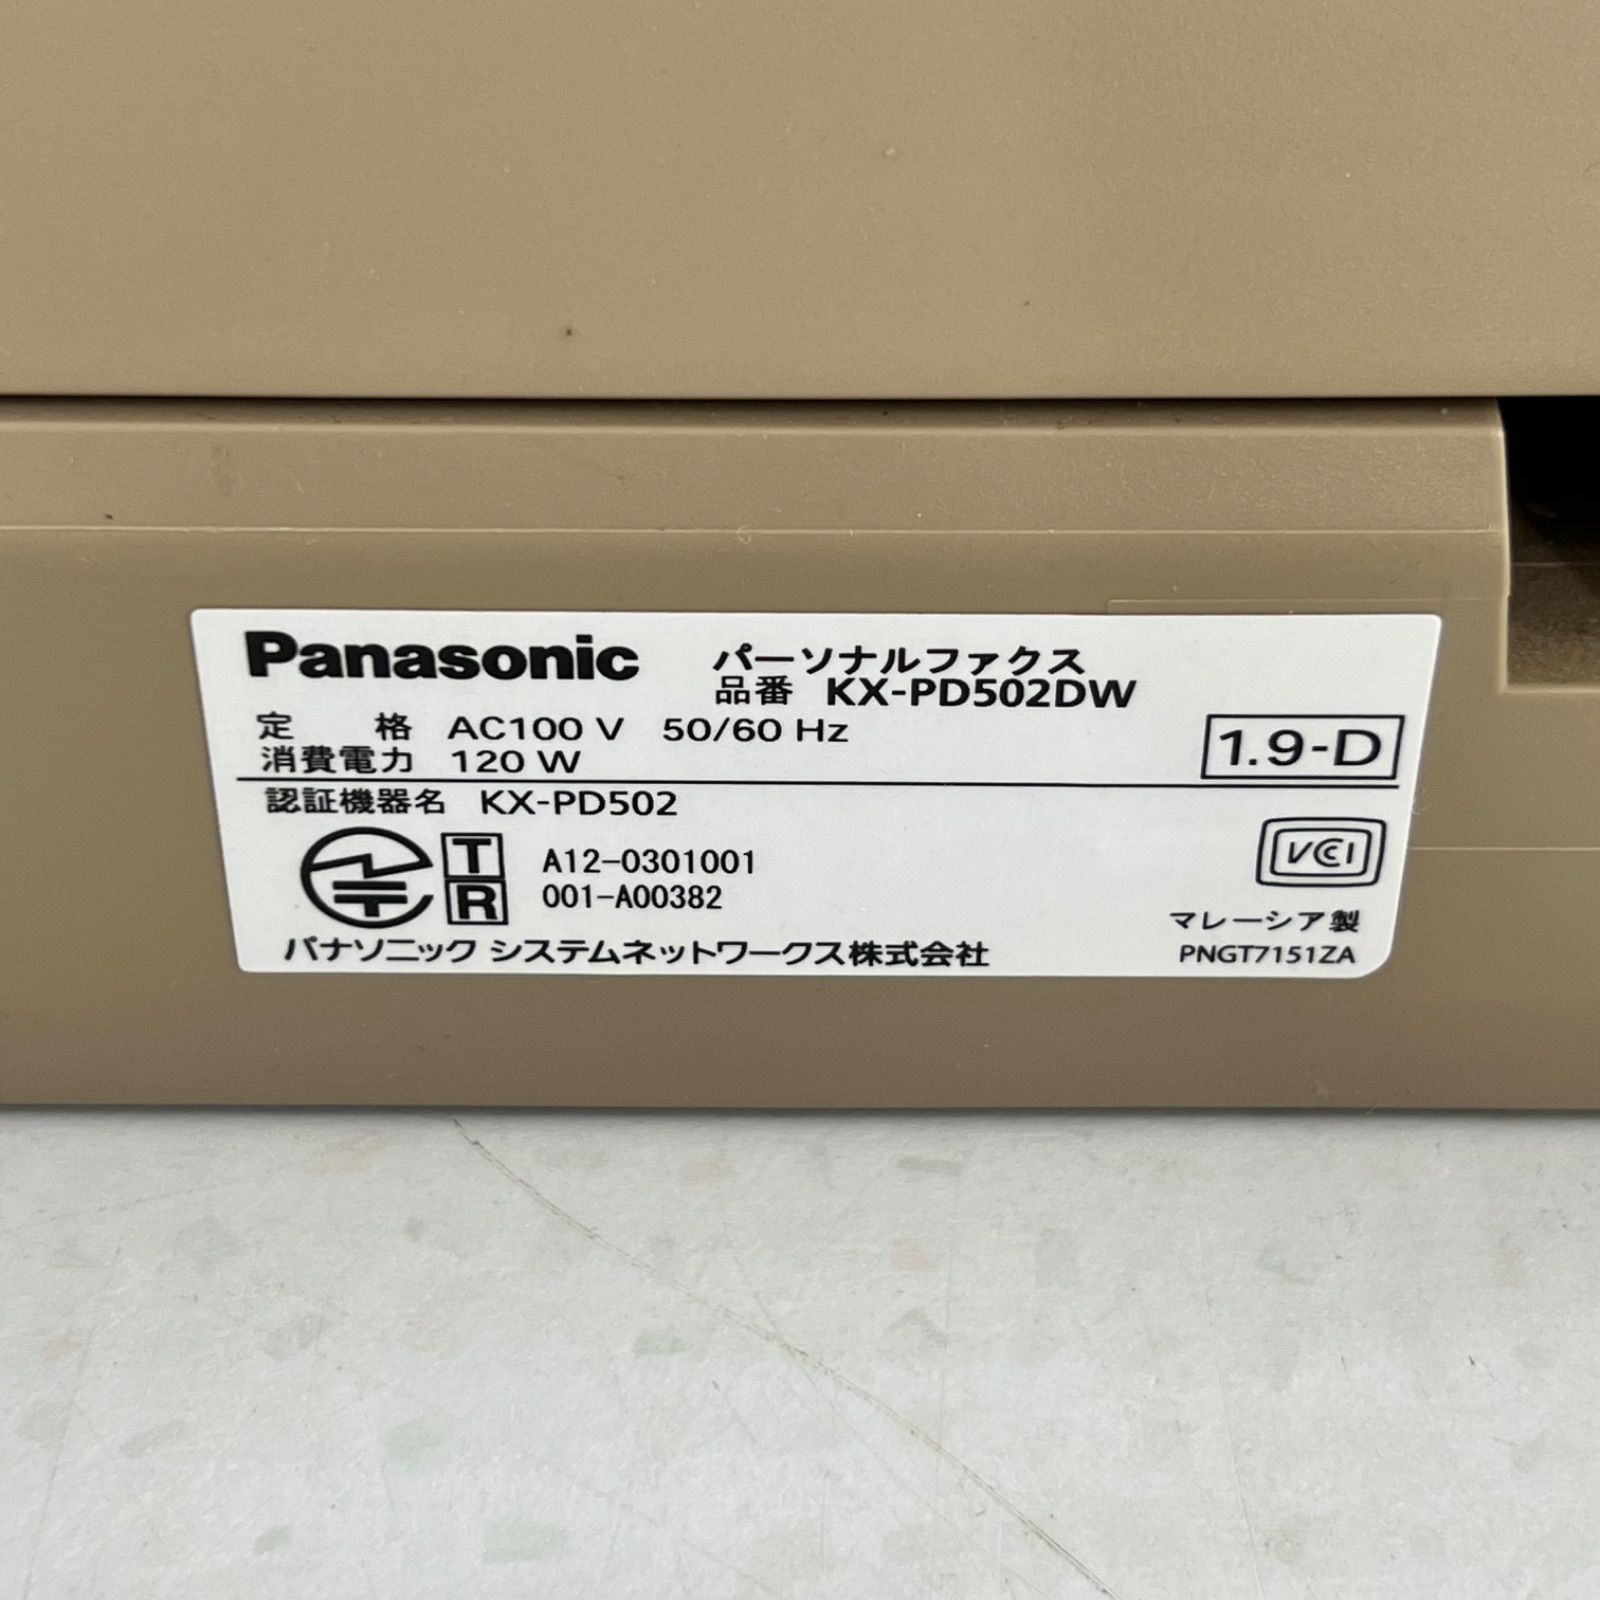 Panasonic パーソナルファクス
品番 KX-PD502DW
定 格 AC100 V 50/60 Hz
消費電力 120 W
1.9-D
認証機器名 KX-PD502
T A12-0301001
R 001-A00382
VCCI
マレーシア製
パナソニック システムネットワークス株式会社
PNGT7151ZA